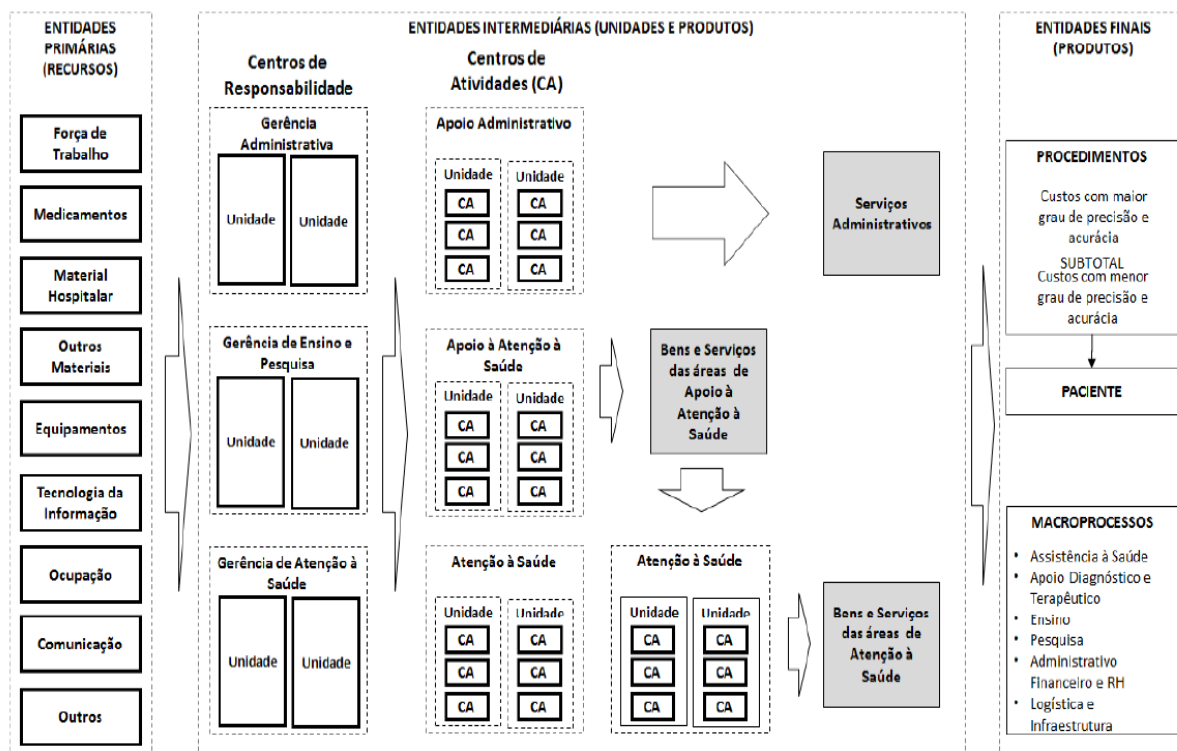 ENTIDADES
PRIMÁRIAS
(RECURSOS)
Força de
Trabalho
Medicamentos
Material
Hospitalar
Outros
Materiais
Equipamentos
Tecnologia da
Informação
Ocupação
Comunicação
Outros
ENTIDADES INTERMEDIÁRIAS (UNIDADES E PRODUTOS)
Centros de
Responsabilidade
Gerência
Administrativa
Unidade
Unidade
Gerência de Ensino e
Pesquisa
Unidade
Unidade
Gerência de Atenção à
Saúde
Unidade
Unidade
Centros de
Atividades (CA)
Apoio Administrativo
Unidade
CA
CA
CA
Unidade
CA
CA
CA
Apoio à Atenção à
Saúde
Unidade
CA
CA
CA
Unidade
CA
CA
CA
Atenção à Saúde
Unidade
CA
CA
CA
Unidade
CA
CA
CA
Atenção à Saúde
Unidade
CA
CA
CA
Unidade
CA
CA
CA
Serviços
Administrativos
Bens e Serviços
das áreas de
Apoio à
Atenção à
Saúde
Bens e Serviços
das áreas de
Atenção à
Saúde
ENTIDADES FINAIS
(PRODUTOS)
PROCEDIMENTOS
Custos com maior
grau de precisão e
acurácia
SUBTOTAL
Custos com menor
grau de precisão e
acurácia
PACIENTE
MACROPROCESSOS
• Assistência à Saúde
• Apoio Diagnóstico e
Terapêutico
• Ensino
• Pesquisa
• Administrativo
Financeiro e RH
• Logística e
Infraestrutura